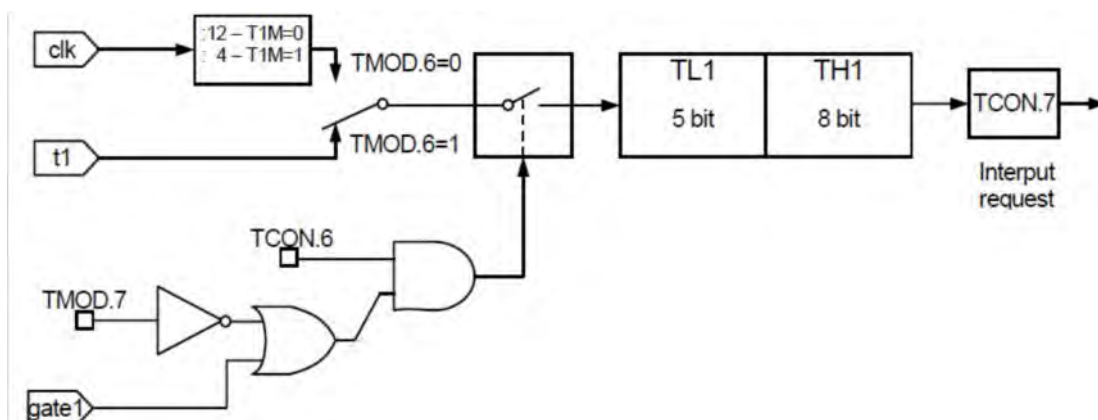 clk
:12 – T1M=0
: 4 – T1M=1
TMOD.6=0
TMOD.6=1
t1
TL1
5 bit
TH1
8 bit
TCON.7
Interput
request
TCON.6
TMOD.7
gate1